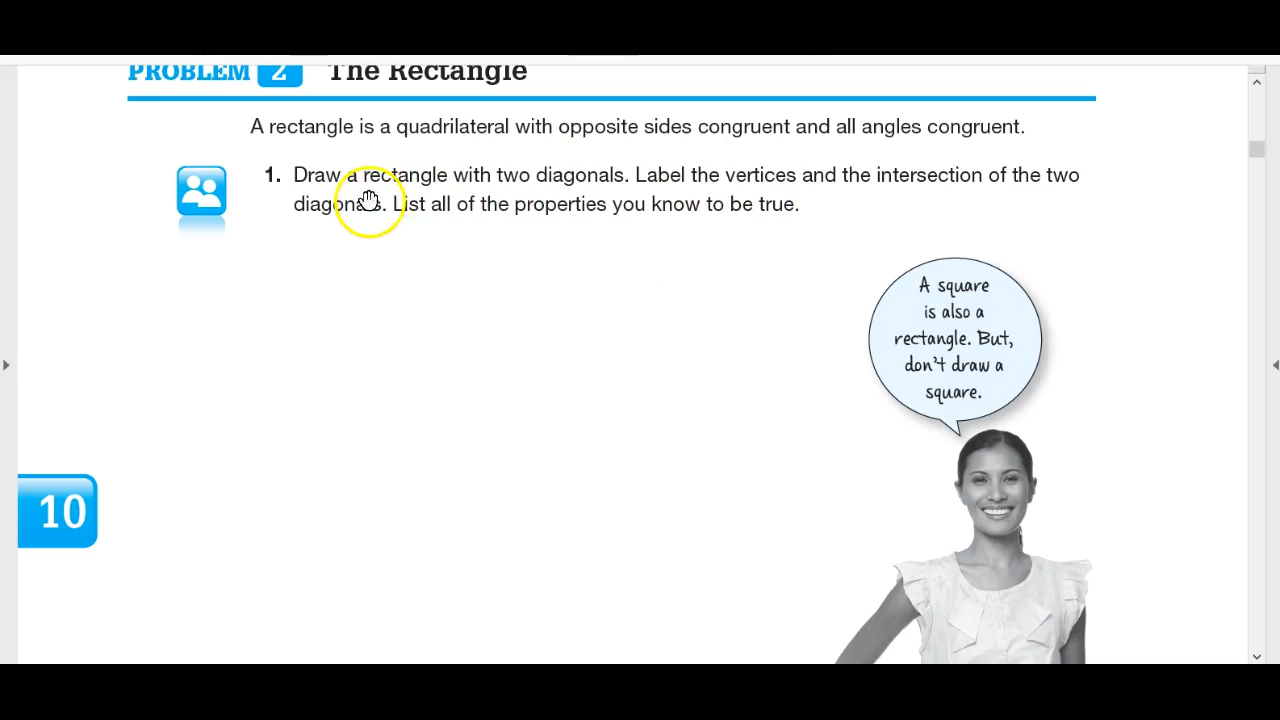 PROBLEM 2 The Rectangle
A rectangle is a quadrilateral with opposite sides congruent and all angles congruent.
1. Draw a rectangle with two diagonals. Label the vertices and the intersection of the two
diagonals. List all of the properties you know to be true.
A square
is also a
rectangle. But,
don't draw a
square.
10